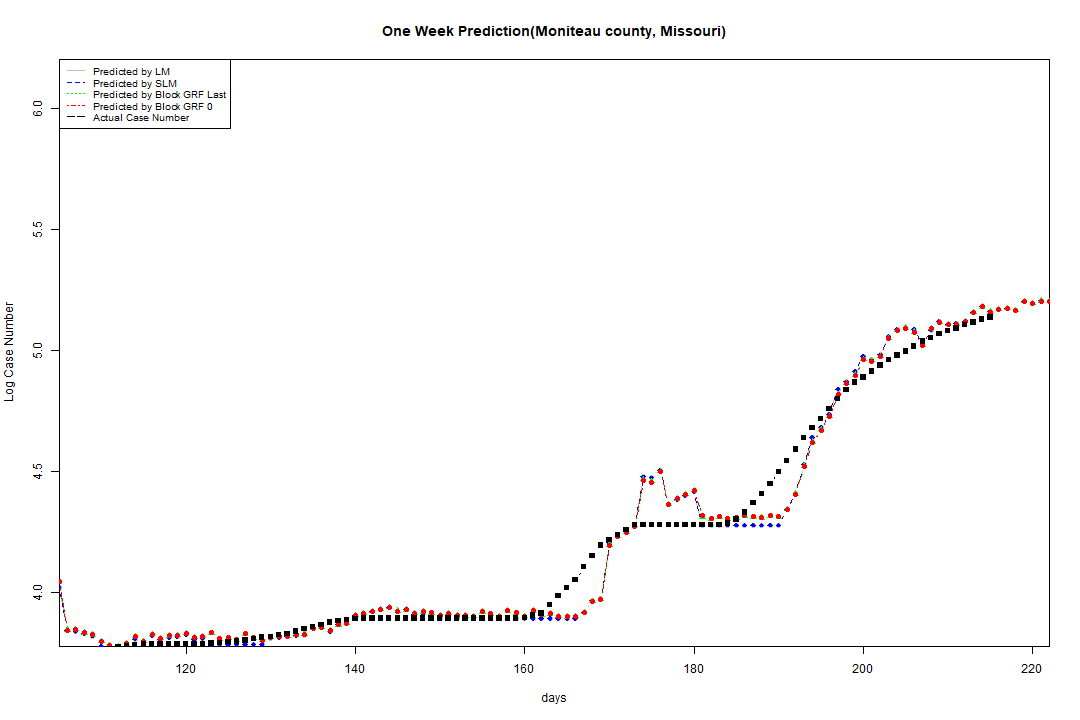 One Week Prediction(Moniteau county, Missouri)
Predicted by LM
Predicted by SLM
Predicted by Block GRF Last
Predicted by Block GRF 0
Actual Case Number
6.0
5.5
5.0
4.5
4.0
Log Case Number
120 140 160 180 200 220
days